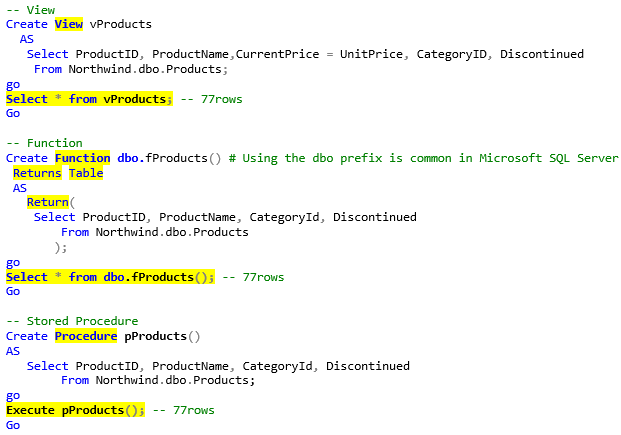 -- View
Create View vProducts
AS
Select ProductID, ProductName,CurrentPrice = UnitPrice, CategoryID, Discontinued
From Northwind.dbo.Products;
go
Select * from vProducts; -- 77rows
Go
-- Function
Create Function dbo.fProducts() # Using the dbo prefix is common in Microsoft SQL Server
Returns Table
AS
Return(
Select ProductID, ProductName, CategoryId, Discontinued
From Northwind.dbo.Products
);
go
Select * from dbo.fProducts(); -- 77rows
Go
-- Stored Procedure
Create Procedure pProducts()
AS
Select ProductID, ProductName, CategoryId, Discontinued
From Northwind.dbo.Products;
go
Execute pProducts(); -- 77rows
Go